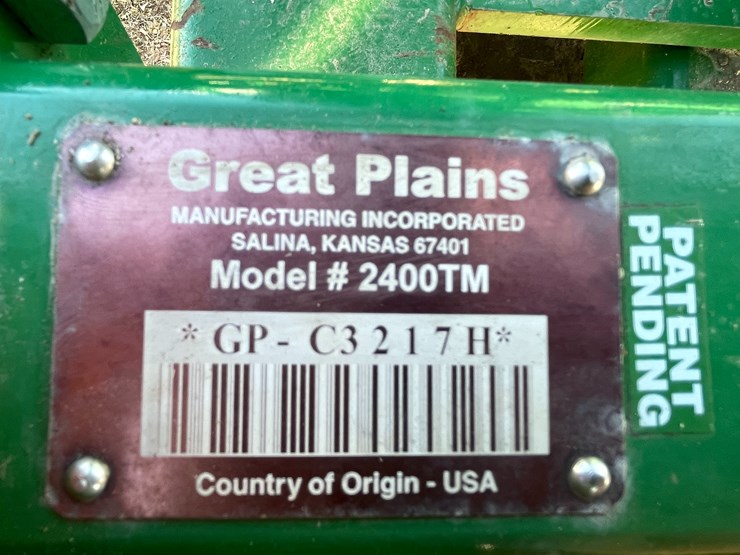 Great Plains
MANUFACTURING INCORPORATED
SALINA, KANSAS 67401
Model # 2400TM
*GP-C3217H*
Country of Origin - USA
PATENT
PENDING